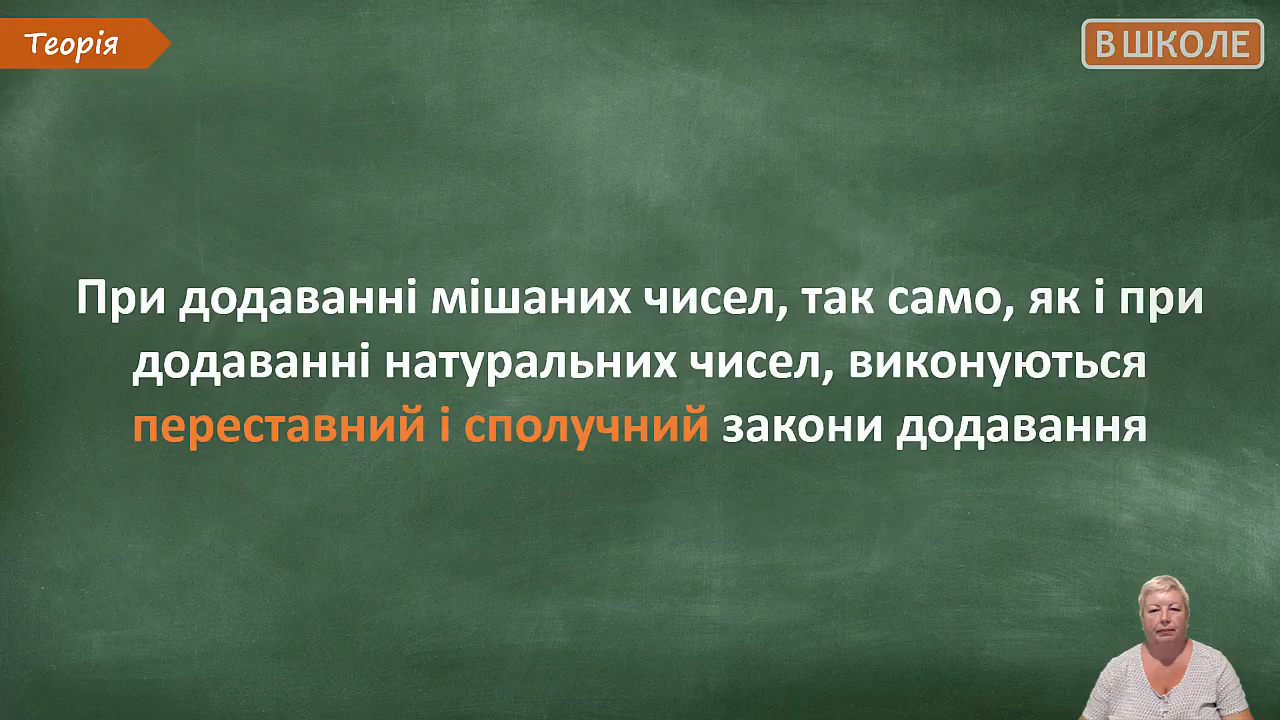 Теорія
В ШКОЛЕ
При додаванні мішаних чисел, так само, як і при
додаванні натуральних чисел, виконуються
переставний і сполучний закони додавання